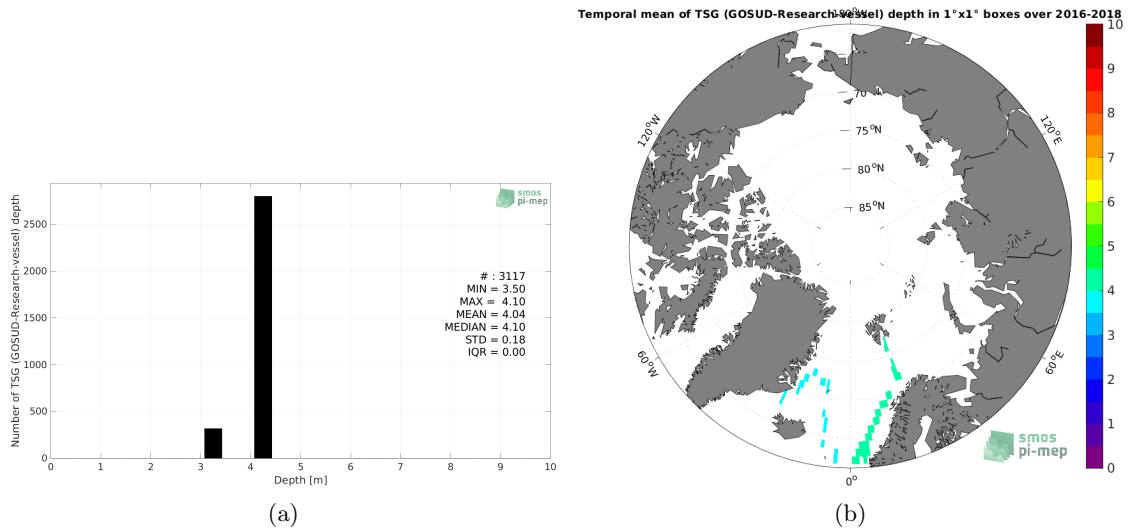 Number of TSG (GOSUD-Research-vessel) depth
2500
2000
1500
1000
500
0
0 1 2 3 4 5 6 7 8 9 10
Depth [m]
smos
pi-mep
# : 3117
MIN = 3.50
MAX = 4.10
MEAN = 4.04
MEDIAN = 4.10
STD = 0.18
IQR = 0.00
(a)
Temporal mean of TSG (GOSUD-Research-vessel) depth in 1°x1° boxes over 2016-2018
180°W
120°W
120°E
60°W
60°E
0°
70
75°N
80°N
85°N
smos
pi-mep
10
9
8
7
6
5
4
3
2
1
0
(b)